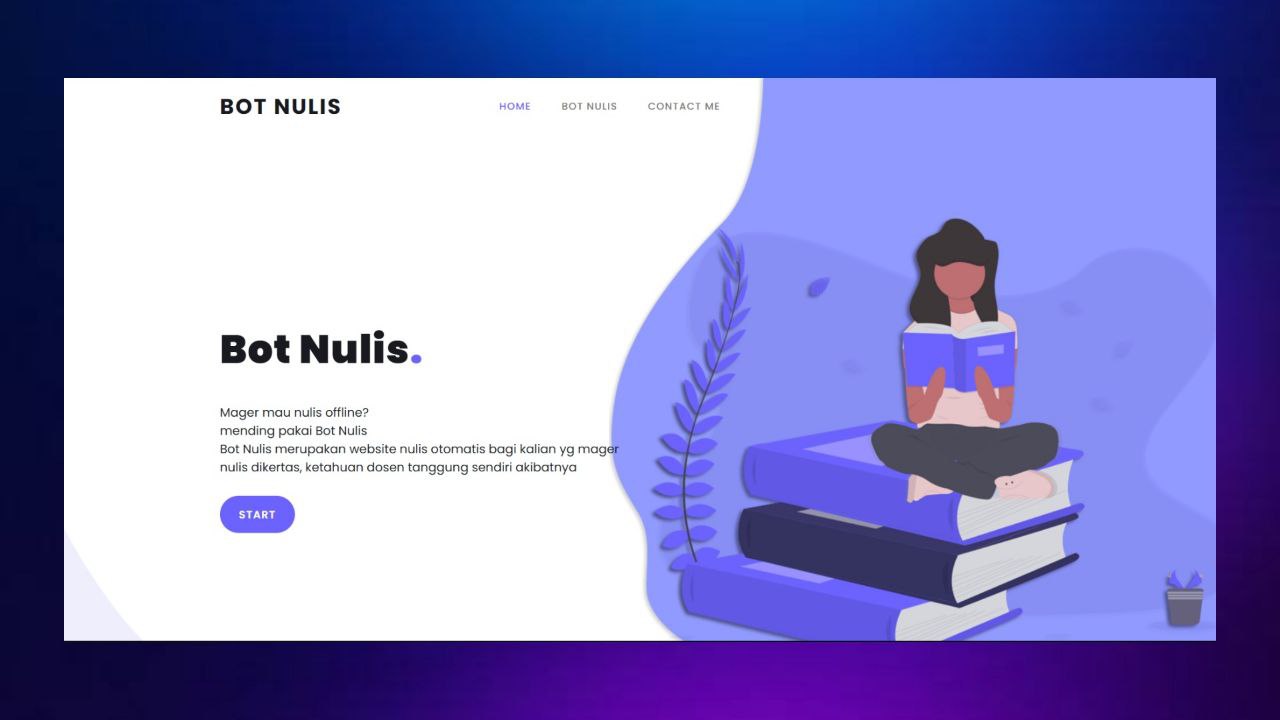 BOT NULIS
HOME BOT NULIS CONTACT ME
Bot Nulis.
Mager mau nulis offline?
mending pakai Bot Nulis
Bot Nulis merupakan website nulis otomatis bagi kalian yg mager
nulis dikertas, ketahuan dosen tanggung sendiri akibatnya
START